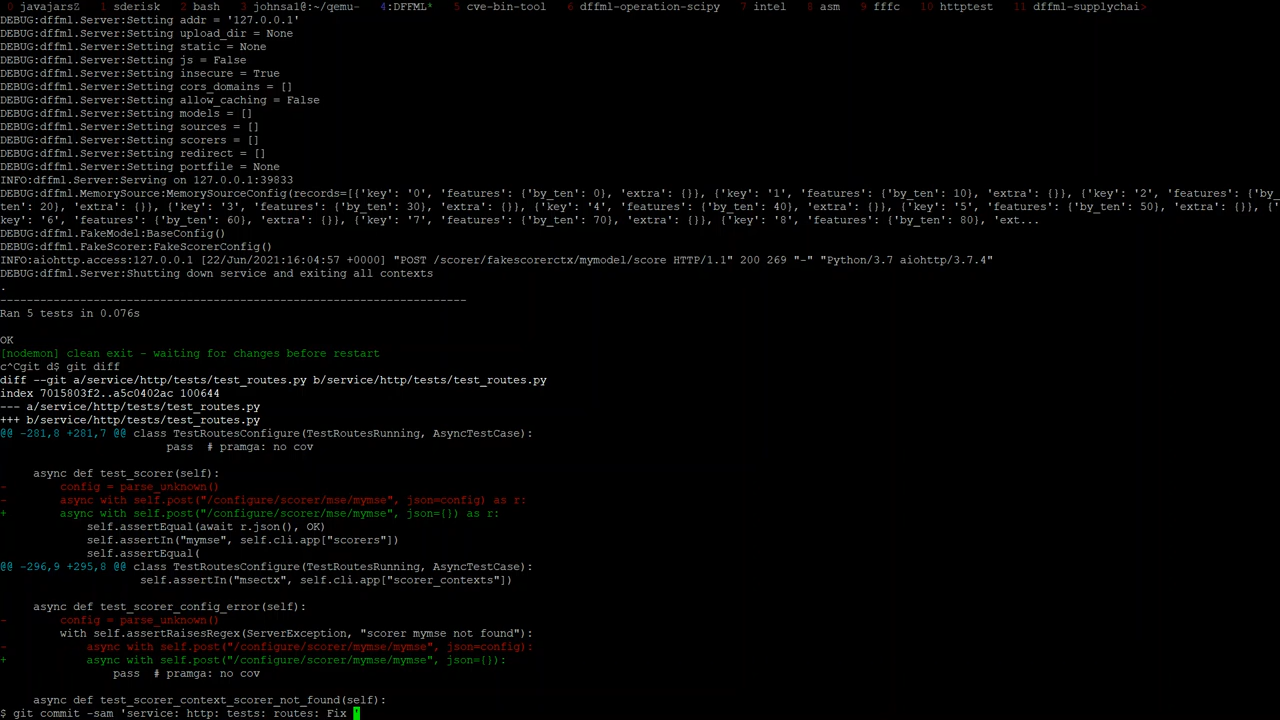 0 javajarsZ  1 sderisk  2 bash  3 johnsa1@:~/qemu-  4:DFFML*  5 cve-bin-tool  6 dffml-operation-scipy  7 intel  8 asm  9 fffc  10 httptest  11 dffml-supplychai>
DEBUG:dffml.Server:Setting addr = '127.0.0.1'
DEBUG:dffml.Server:Setting upload_dir = None
DEBUG:dffml.Server:Setting static = None
DEBUG:dffml.Server:Setting js = False
DEBUG:dffml.Server:Setting insecure = True
DEBUG:dffml.Server:Setting cors_domains = []
DEBUG:dffml.Server:Setting allow_caching = False
DEBUG:dffml.Server:Setting models = []
DEBUG:dffml.Server:Setting sources = []
DEBUG:dffml.Server:Setting scorers = []
DEBUG:dffml.Server:Setting redirect = []
DEBUG:dffml.Server:Setting portfile = None
INFO:dffml.Server:Serving on 127.0.0.1:39833
DEBUG:dffml.MemorySource:MemorySourceConfig(records=[{'key': '0', 'features': {'by_ten': 0}, 'extra': {}}, {'key': '1', 'features': {'by_ten': 10}, 'extra': {}}, {'key': '2', 'features': {'by_
ten': 20}, 'extra': {}}, {'key': '3', 'features': {'by_ten': 30}, 'extra': {}}, {'key': '4', 'features': {'by_ten': 40}, 'extra': {}}, {'key': '5', 'features': {'by_ten': 50}, 'extra': {}}, {'
key': '6', 'features': {'by_ten': 60}, 'extra': {}}, {'key': '7', 'features': {'by_ten': 70}, 'extra': {}}, {'key': '8', 'features': {'by_ten': 80}, 'ext...
DEBUG:dffml.FakeModel:BaseConfig()
DEBUG:dffml.FakeScorer:FakeScorerConfig()
INFO:aiohttp.access:127.0.0.1 [22/Jun/2021:16:04:57 +0000] "POST /scorer/fakescorerctx/mymodel/score HTTP/1.1" 200 269 "-" "Python/3.7 aiohttp/3.7.4"
DEBUG:dffml.Server:Shutting down service and exiting all contexts
.
----------------------------------------------------------------------
Ran 5 tests in 0.076s

OK
[nodemon] clean exit - waiting for changes before restart
c^Cgit d$ git diff
diff --git a/service/http/tests/test_routes.py b/service/http/tests/test_routes.py
index 7015803f2..a5c0402ac 100644
--- a/service/http/tests/test_routes.py
+++ b/service/http/tests/test_routes.py
@@ -281,8 +281,7 @@ class TestRoutesConfigure(TestRoutesRunning, AsyncTestCase):
                         pass  # pramga: no cov

     async def test_scorer(self):
-        config = parse_unknown()
-        async with self.post("/configure/scorer/mse/mymse", json=config) as r:
+        async with self.post("/configure/scorer/mse/mymse", json={}) as r:
             self.assertEqual(await r.json(), OK)
             self.assertIn("mymse", self.cli.app["scorers"])
             self.assertEqual(
@@ -296,9 +295,8 @@ class TestRoutesConfigure(TestRoutesRunning, AsyncTestCase):
                     self.assertIn("msectx", self.cli.app["scorer_contexts"])

     async def test_scorer_config_error(self):
-        config = parse_unknown()
         with self.assertRaisesRegex(ServerException, "scorer mymse not found"):
-            async with self.post("/configure/scorer/mymse/mymse", json=config):
+            async with self.post("/configure/scorer/mymse/mymse", json={}):
                 pass  # pramga: no cov

     async def test_scorer_context_scorer_not_found(self):
$ git commit -sam 'service: http: tests: routes: Fix '